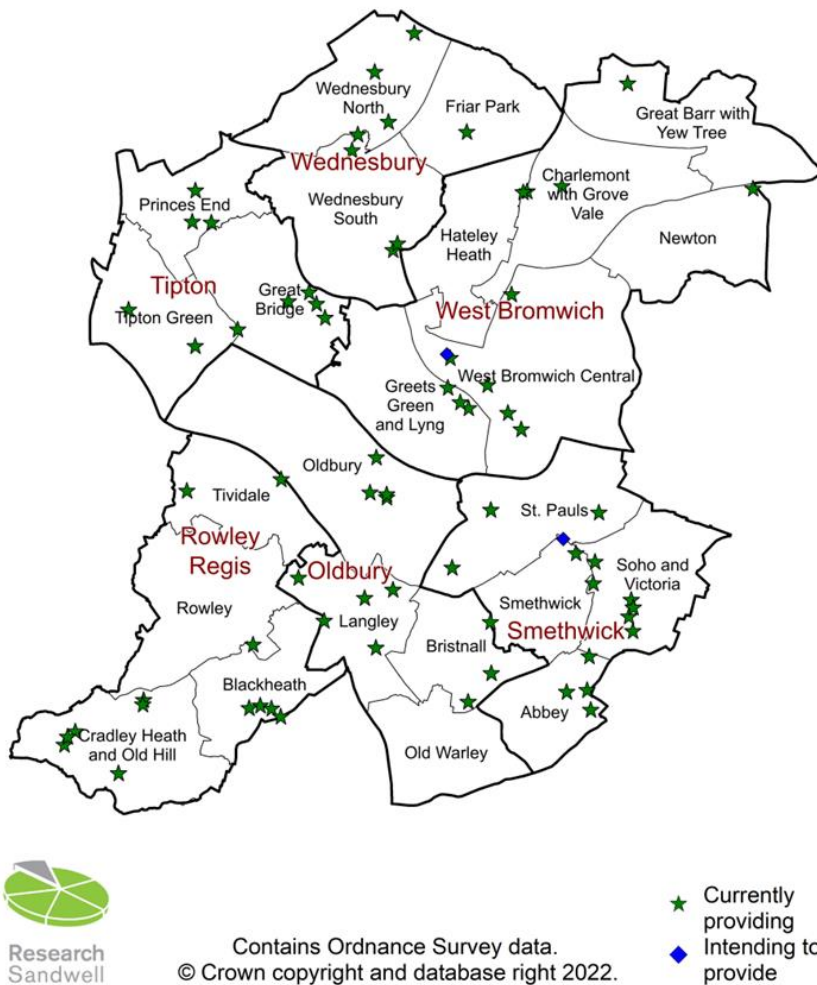 Wednesbury
North
Friar Park
Great Barr with
Yew Tree
Wednesbury
Charlemont
with Grove
Vale
Princes End
Wednesbury
South
Hateley
Heath
Newton
Tipton
Great
Bridge
Tipton Green
West Bromwich
West Bromwich Central
Greets
Green
and Lyng
Oldbury
Tividale
St. Pauls
Rowley
Regis
Oldbury
Soho and
Victoria
Rowley
Smethwick
Langley
Smethwick
Bristnall
Blackheath
Abbey
Cradley Heath
and Old Hill
Old Warley
Currently
providing
Intending to
provide
Research
Sandwell
Contains Ordnance Survey data.
© Crown copyright and database right 2022.